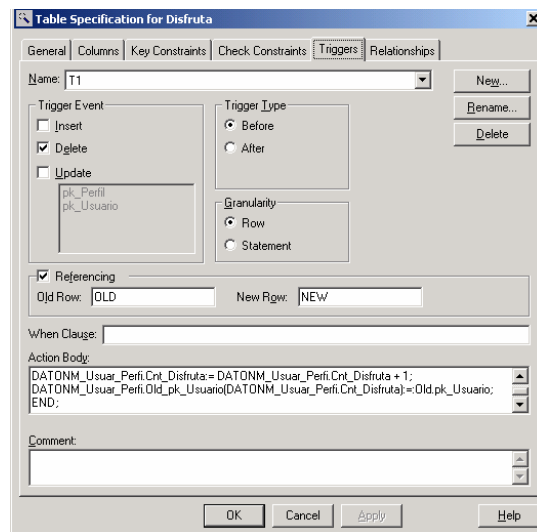 Table Specification for Disfruta
General Columns Key Constraints Check Constraints Triggers Relationships
Name: T1 New...
Rename...
Delete
Trigger Event
Insert
Delete
Update
pk_Perfil
pk_Usuario
Trigger Type
Before
After
Granularity
Row
Statement
Referencing
Old Row: OLD New Row: NEW
When Clause:
Action Body:
DATONM_Usuar_Perfi.Cnt_Disfruta:= DATONM_Usuar_Perfi.Cnt_Disfruta + 1;
DATONM_Usuar_Perfi.Old_pk_Usuario(DATONM_Usuar_Perfi.Cnt_Disfruta):=:Old.pk_Usuario;
END;
Comment:
OK Cancel Apply Help